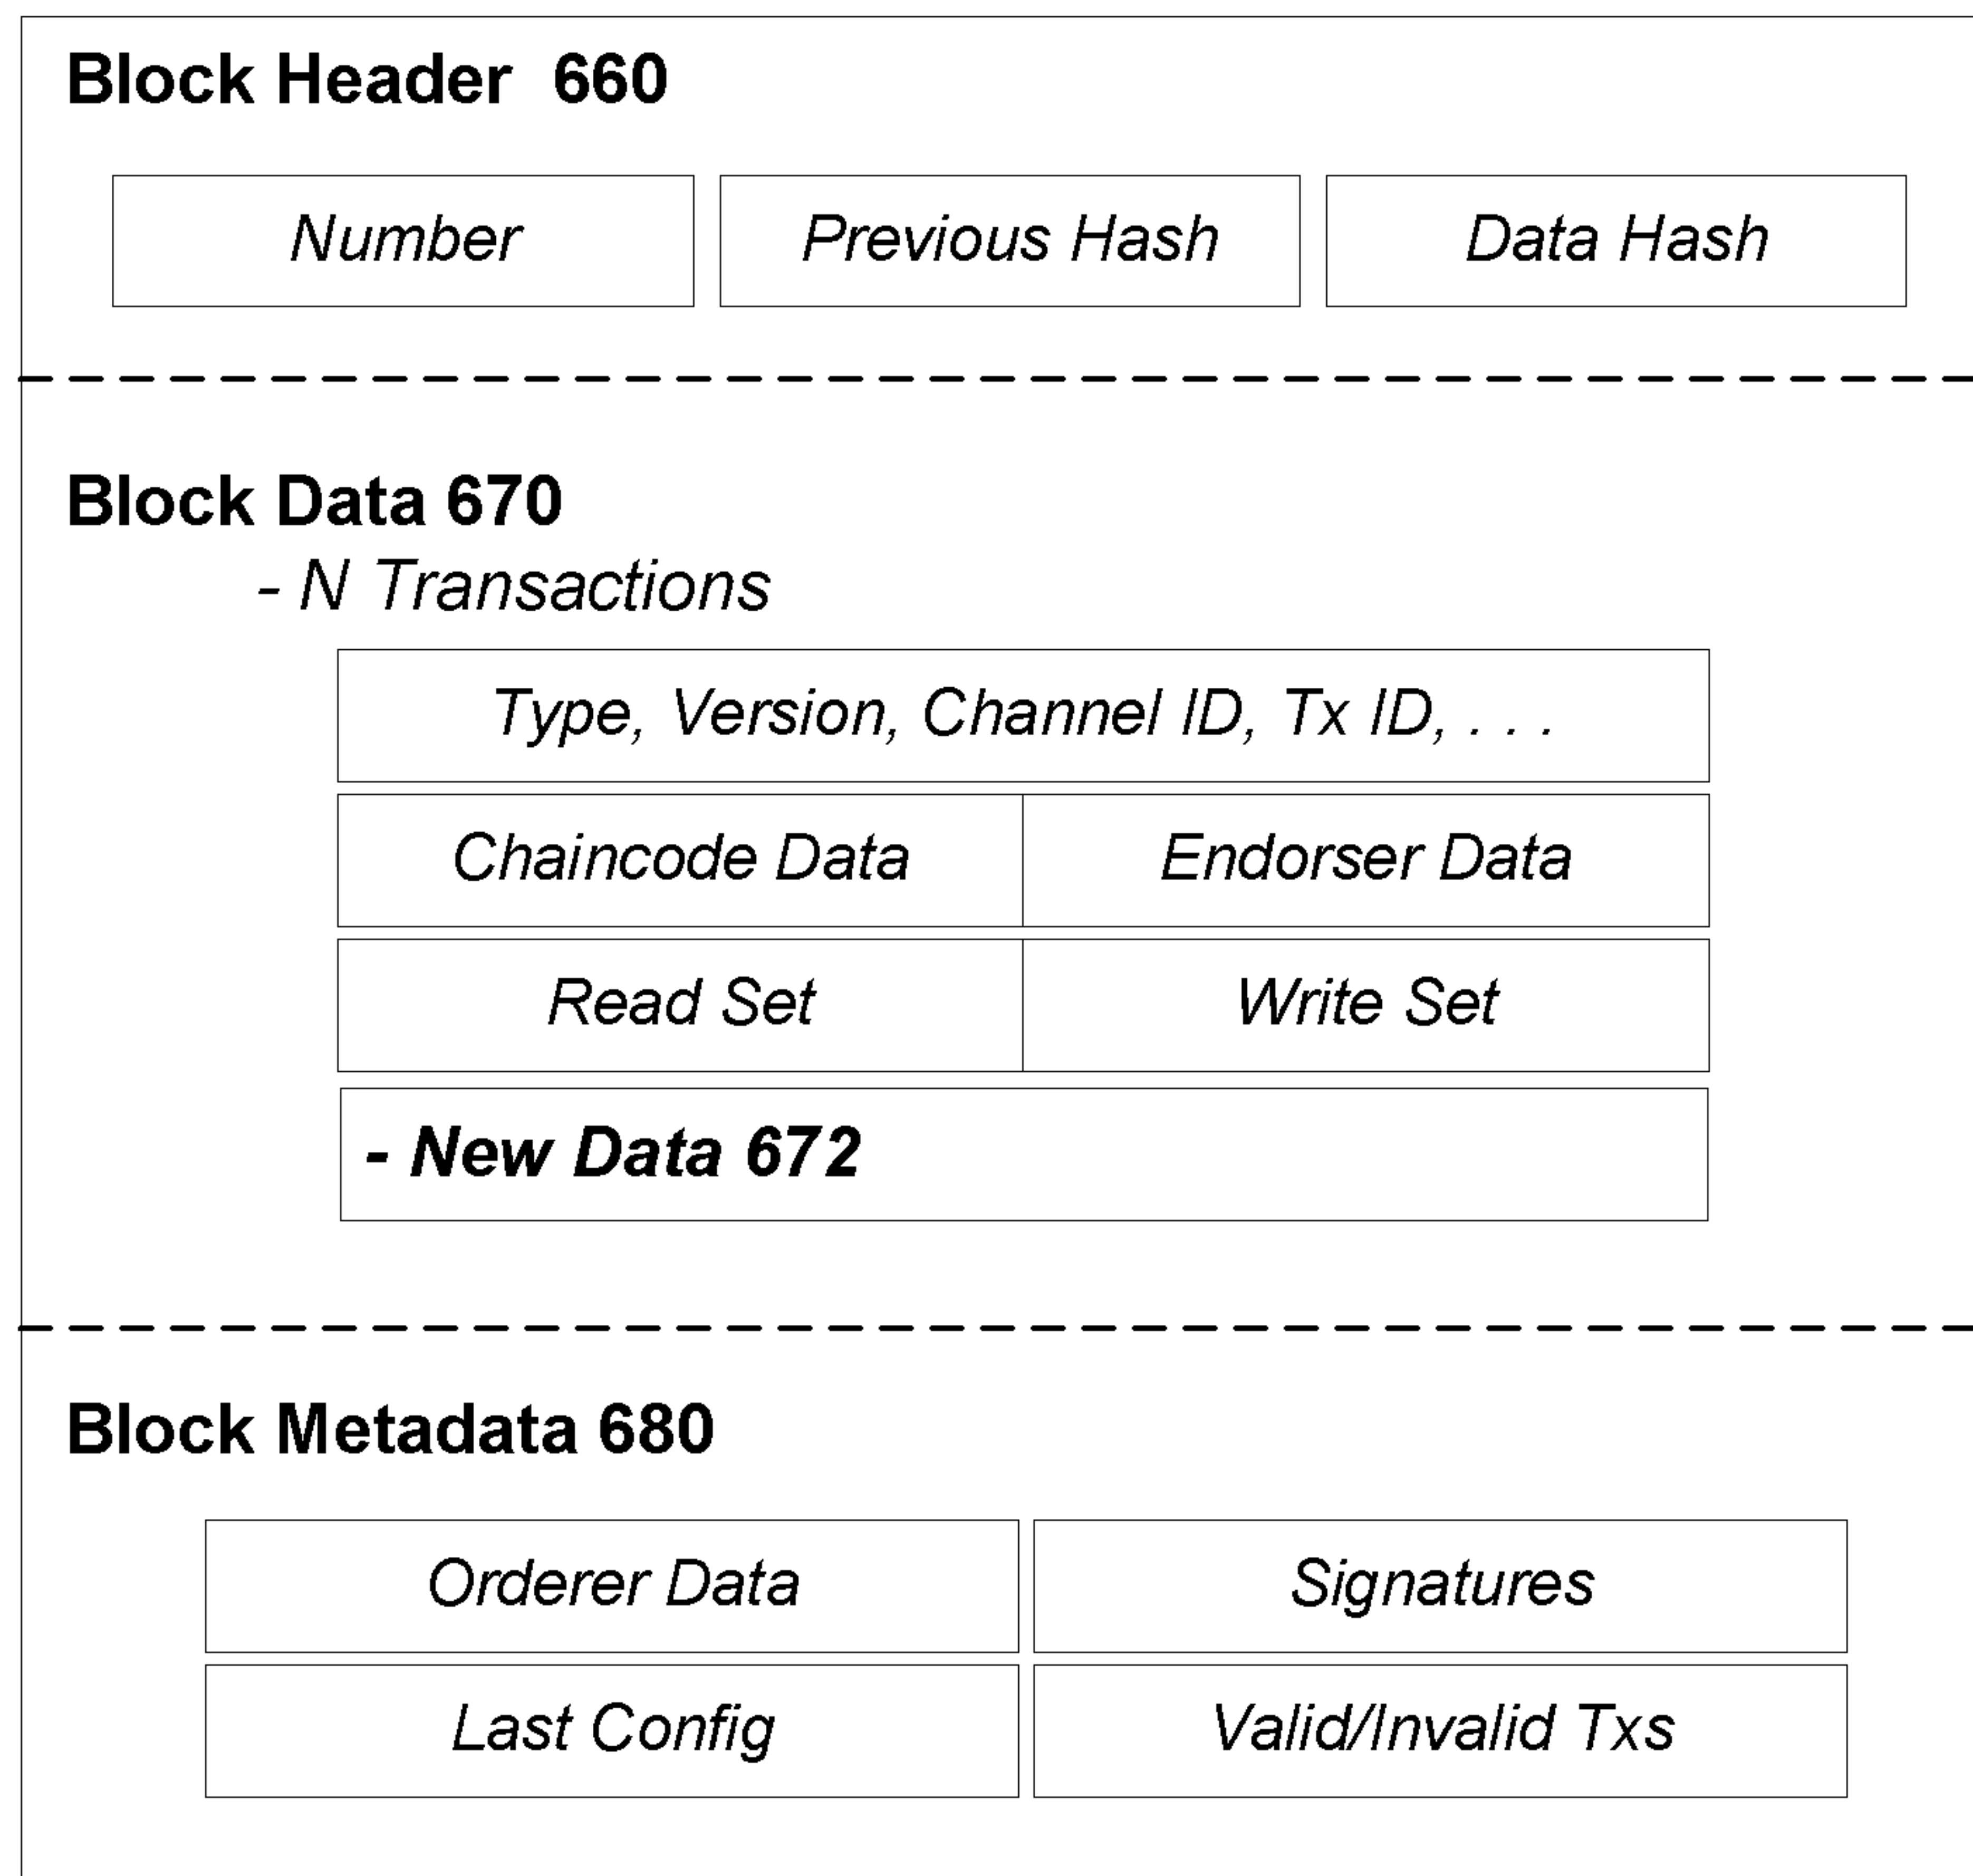 Block Header 660
Number Previous Hash Data Hash
Block Data 670
- N Transactions
Type, Version, Channel ID, Tx ID, . . .
Chaincode Data Endorser Data
Read Set Write Set
- New Data 672
Block Metadata 680
Orderer Data Signatures
Last Config Valid/Invalid Txs